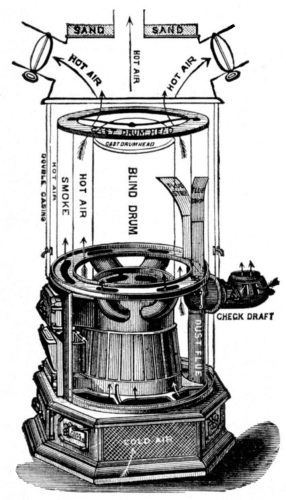 SAND
SAND
HOT AIR
HOT AIR
HOT AIR
CAST DRUM HEAD
CAST DRUM HEAD
DOUBLE CASING
HOT AIR
SMOKE
HOT AIR
BLIND DRUM
DUST FLUE
CHECK DRAFT
COLD AIR